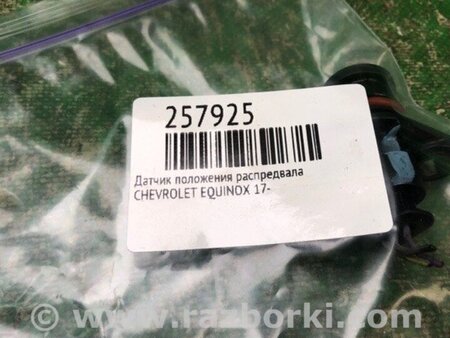 257925
Датчик положения распредвала
CHEVROLET EQUINOX 17-
www.razborki.com